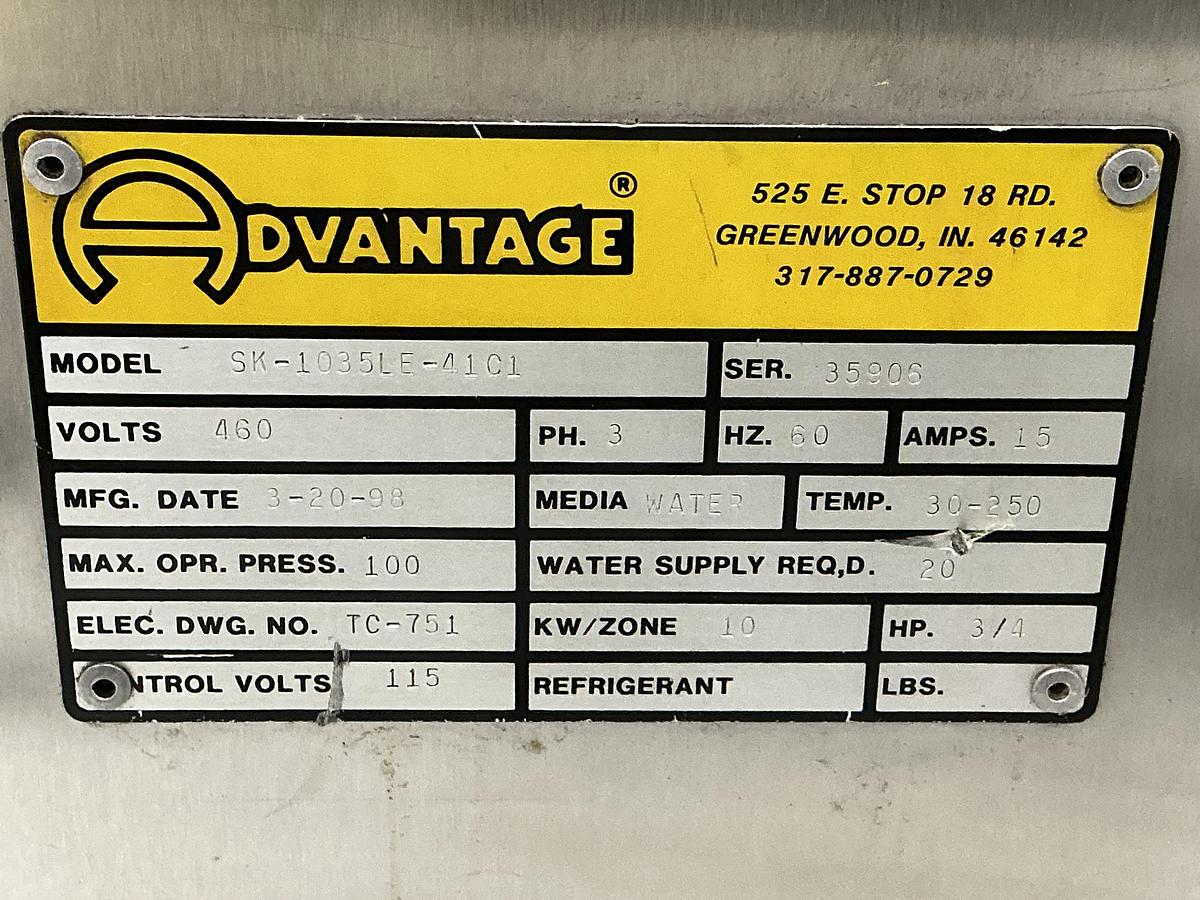 ADVANTAGE®
525 E. STOP 18 RD.
GREENWOOD, IN. 46142
317-887-0729
MODEL SK-1035LE-41C1 SER. 35906
VOLTS 460 PH. 3 HZ. 60 AMPS. 15
MFG. DATE 3-20-98 MEDIA WATER TEMP. 30-250
MAX. OPR. PRESS. 100 WATER SUPPLY REQ,D. 20
ELEC. DWG. NO. TC-751 KW/ZONE 10 HP. 3/4
NTROL VOLTS 115 REFRIGERANT LBS.